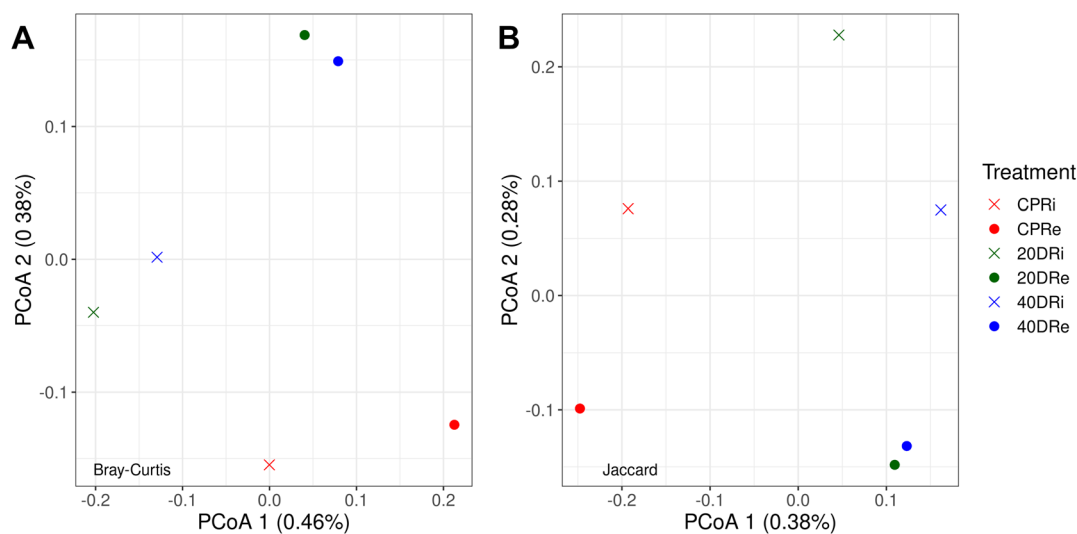 A
PCoA 2 (0 38%)
0.1
0.0
-0.1
Bray-Curtis
-0.2
-0.1
0.0
0.1
0.2
PCoA 1 (0.46%)
B
PCoA 2 (0.28%)
0.2
0.1
0.0
-0.1
Jaccard
-0.2
-0.1
0.0
0.1
PCoA 1 (0.38%)
Treatment
CPRi
CPRe
20DRi
20DRe
40DRi
40DRe